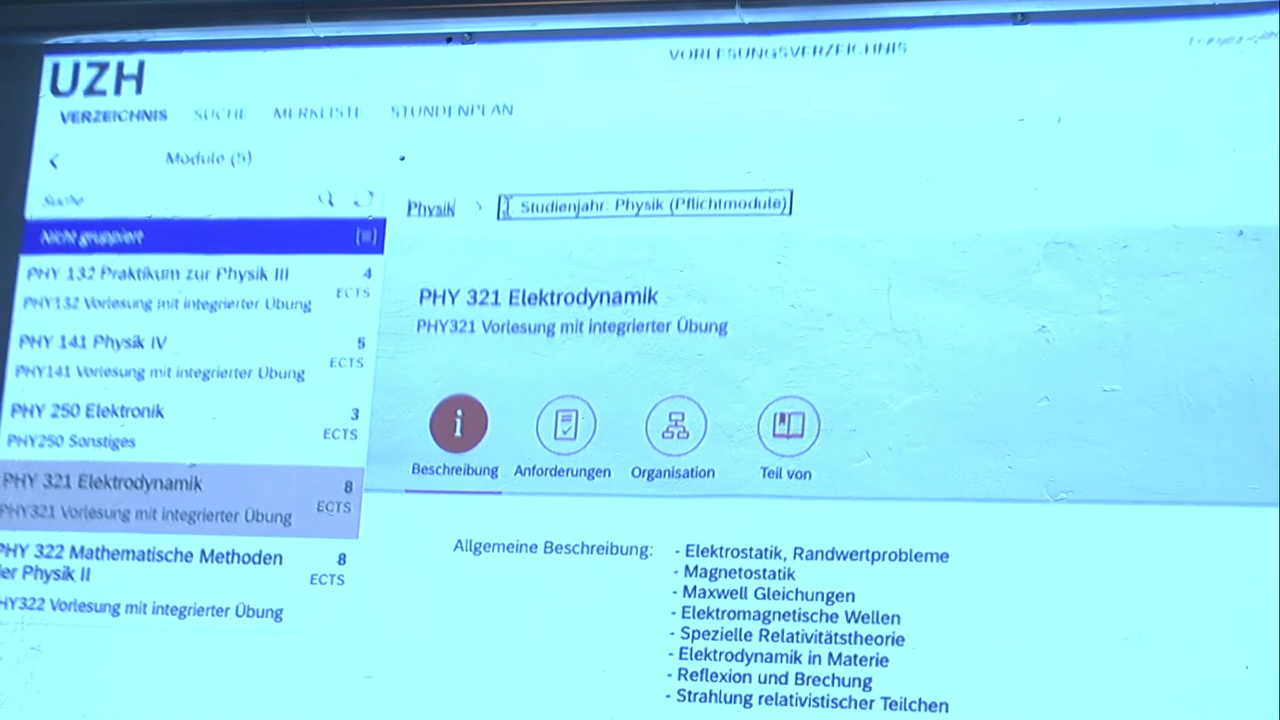 UZH
VORLESUNGSVERZEICHNIS
VERZEICHNIS SUCHE MERKLISTE STUNDENPLAN
Module (5)
Suche
Physik > Studienjahr: Physik (Pflichtmodule)
Nicht gruppiert
PHY 132 Praktikum zur Physik III 4
PHY132 Vorlesung mit integrierter Übung ECTS
PHY 321 Elektrodynamik
PHY321 Vorlesung mit integrierter Übung
PHY 141 Physik IV 5
PHY141 Vorlesung mit integrierter Übung ECTS
PHY 250 Elektronik 3
PHY250 Sonstiges ECTS
Beschreibung Anforderungen Organisation Teil von
PHY 321 Elektrodynamik 8
PHY321 Vorlesung mit integrierter Übung ECTS
PHY 322 Mathematische Methoden 8
der Physik II ECTS
PHY322 Vorlesung mit integrierter Übung
Allgemeine Beschreibung: - Elektrostatik, Randwertprobleme
- Magnetostatik
- Maxwell Gleichungen
- Elektromagnetische Wellen
- Spezielle Relativitätstheorie
- Elektrodynamik in Materie
- Reflexion und Brechung
- Strahlung relativistischer Teilchen